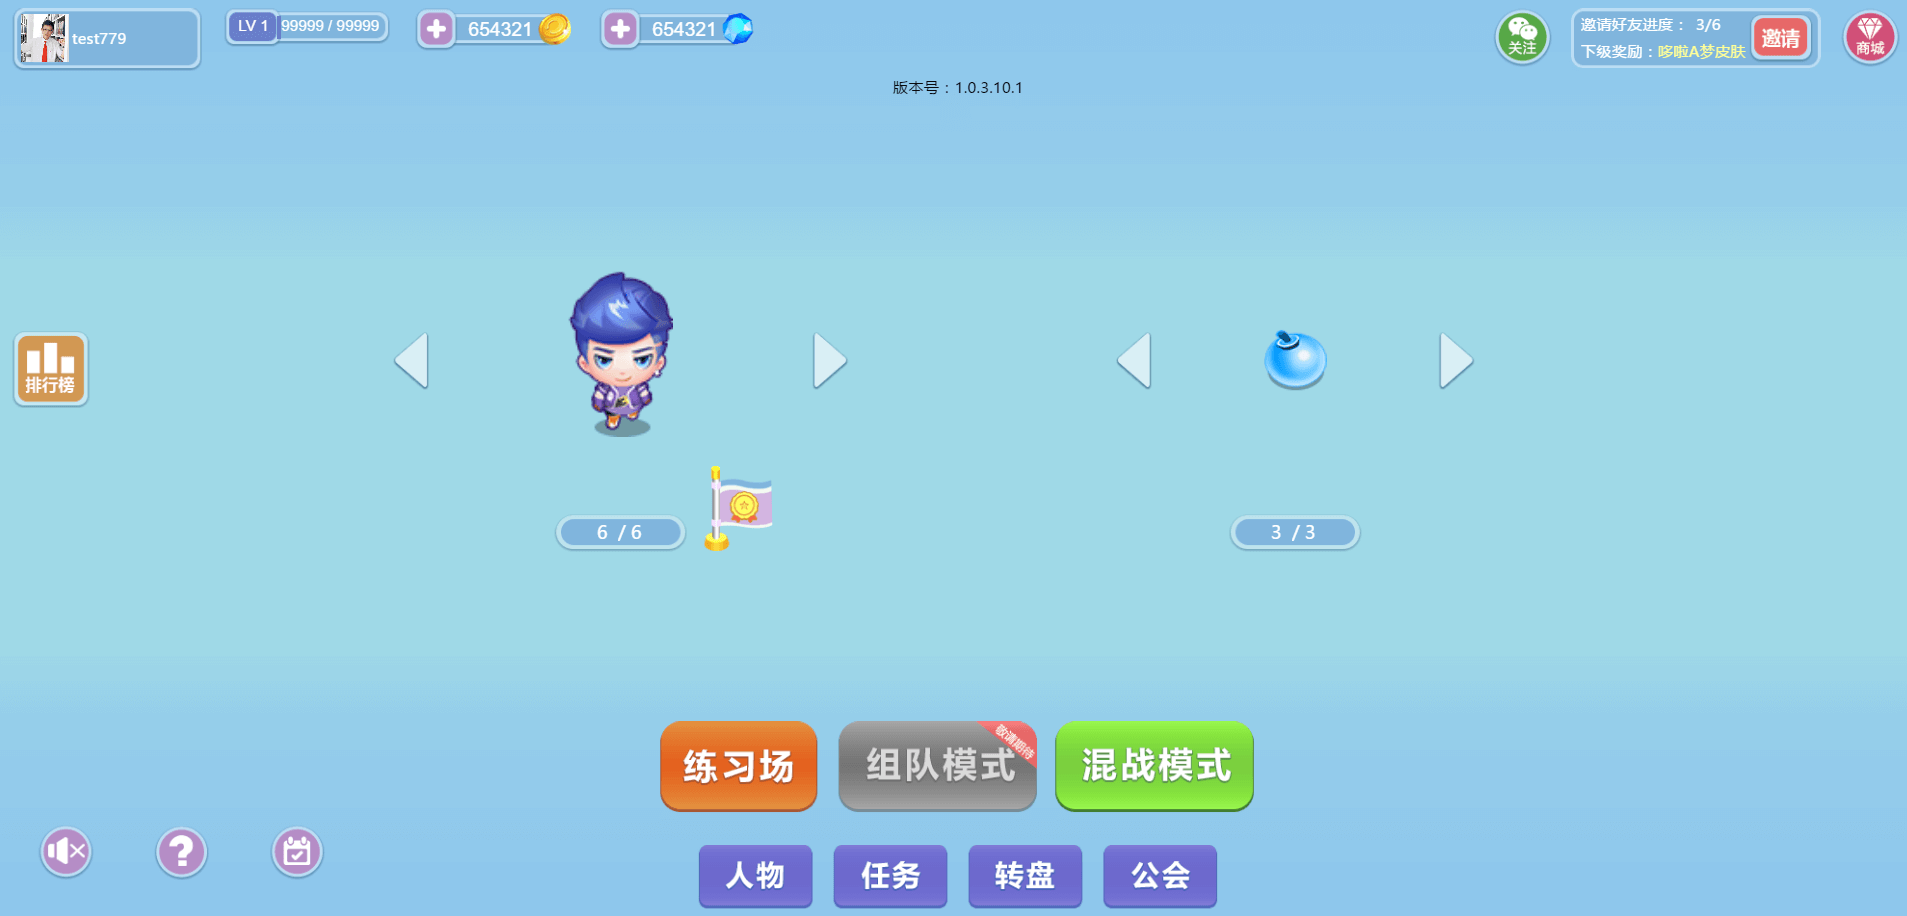 test779
LV 1
99999 / 99999
654321
654321
关注
邀请好友进度： 3/6
下级奖励：哆啦A梦皮肤
邀请
商城
版本号：1.0.3.10.1
排行榜
6 / 6
3 / 3
练习场
组队模式
敬请期待
混战模式
人物
任务
转盘
公会